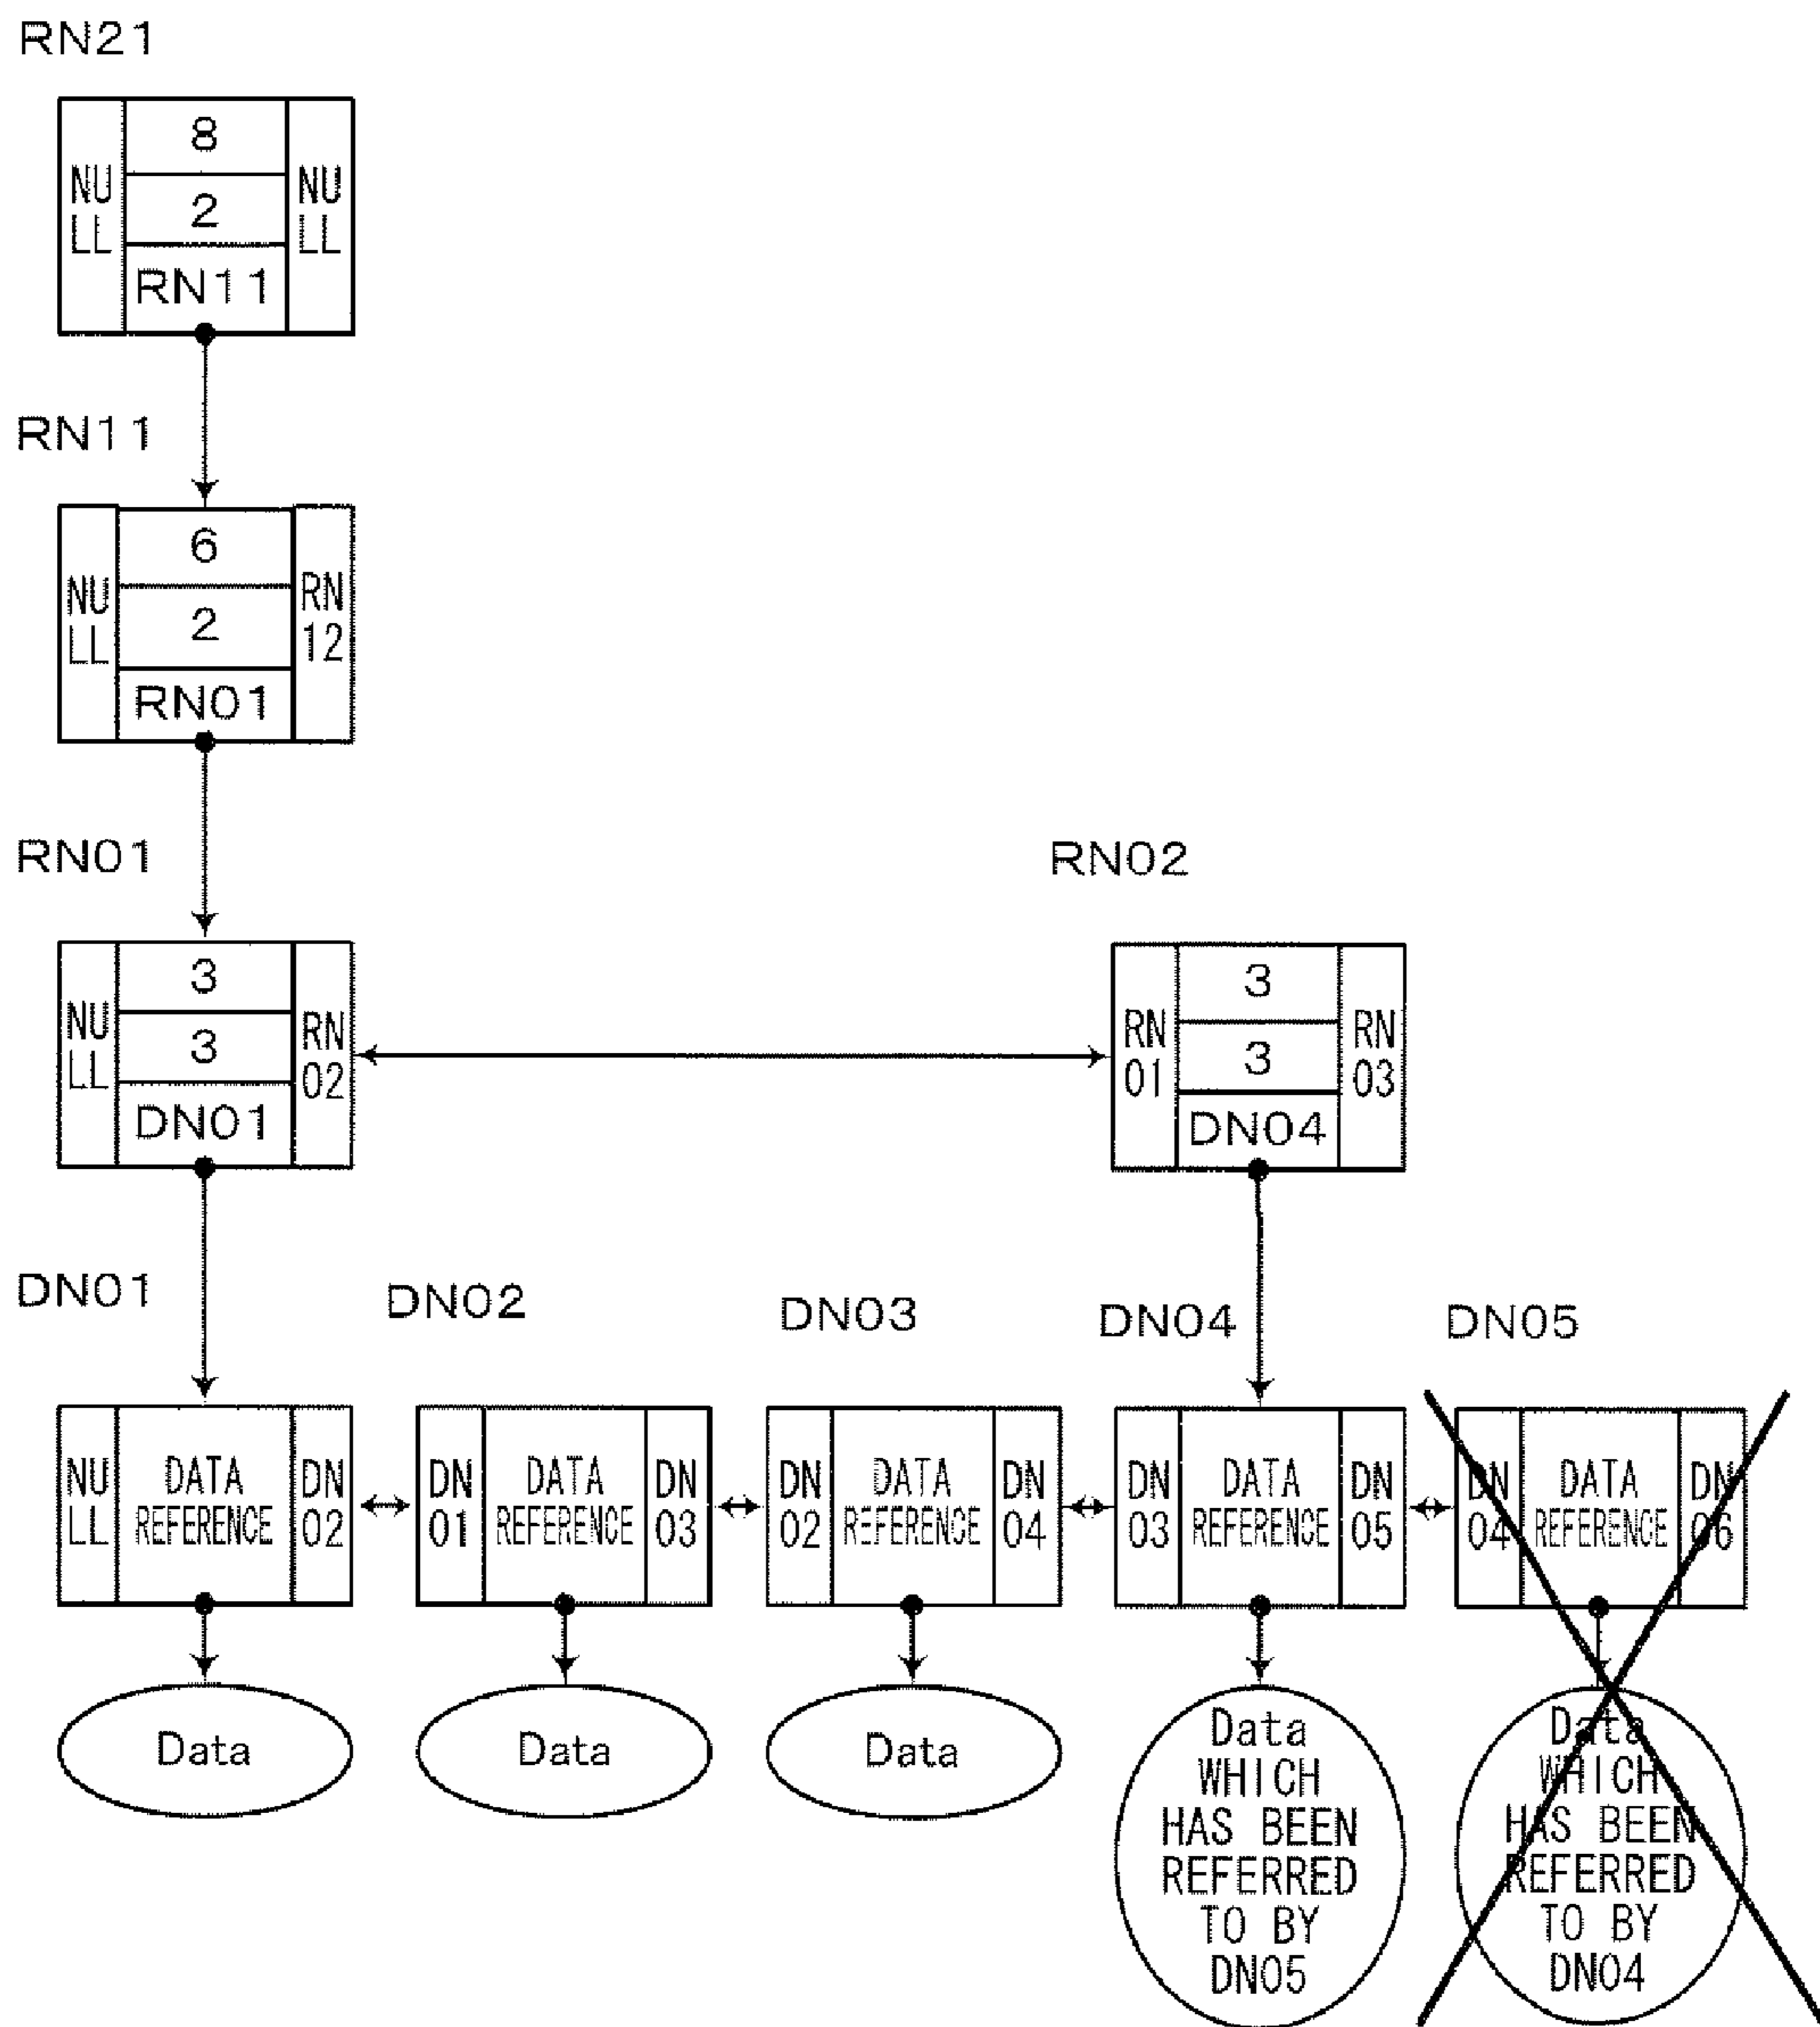 RN21
NU
LL
8
2
RN11
NU
LL
RN11
NU
LL
6
2
RN01
RN
12
RN01
NU
LL
3
3
DN01
RN
02
RN02
RN
01
3
3
DN04
RN
03
DN01
DN02
DN03
DN04
DN05
NU
LL
DATA
REFERENCE
DN
02
DN
01
DATA
REFERENCE
DN
03
DN
02
DATA
REFERENCE
DN
04
DN
03
DATA
REFERENCE
DN
05
DN
04
DATA
REFERENCE
DN
06
Data
Data
Data
Data
WHICH
HAS BEEN
REFERRED
TO BY
DN05
Data
WHICH
HAS BEEN
REFERRED
TO BY
DN04